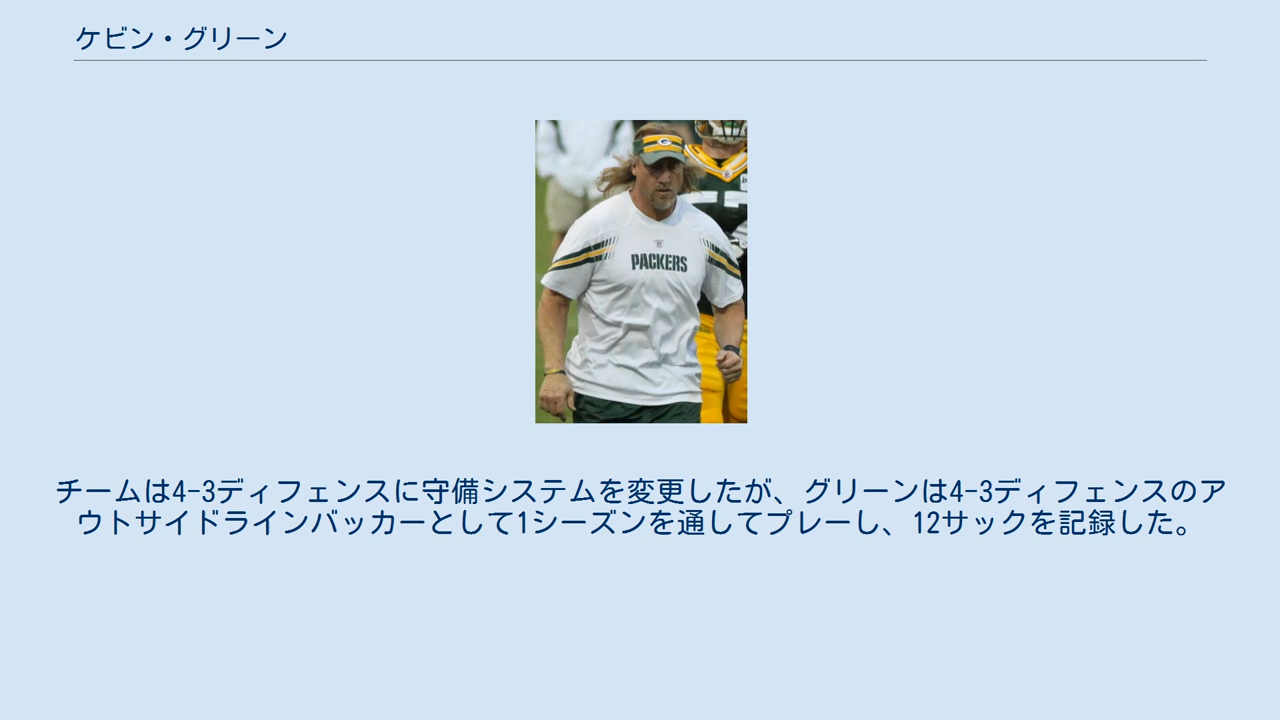 ケビン・グリーン
G
PACKERS
チームは4-3ディフェンスに守備システムを変更したが、グリーンは4-3ディフェンスのア
ウトサイドラインバッカーとして1シーズンを通してプレーし、12サックを記録した。